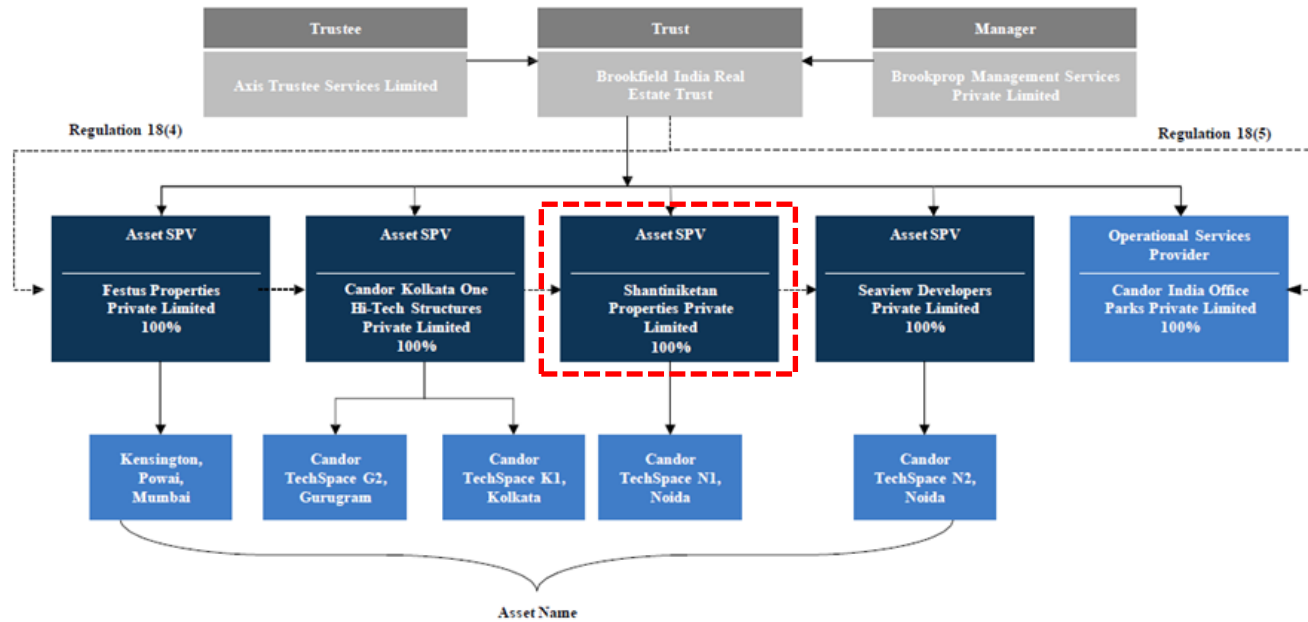 Trustee
Axis Trustee Services Limited
Trust
Brookfield India Real
Estate Trust
Manager
Brookprop Management Services
Private Limited
Regulation 18(4)
Regulation 18(5)
Asset SPV
Festus Properties
Private Limited
100%
Asset SPV
Candor Kolkata One
Hi-Tech Structures
Private Limited
100%
Asset SPV
Shantiniketan
Properties Private
Limited
100%
Asset SPV
Seaview Developers
Private Limited
100%
Operational Services
Provider
Candor India Office
Parks Private Limited
100%
Kensington,
Powai,
Mumbai
Candor
TechSpace G2,
Gurugram
Candor
TechSpace K1,
Kolkata
Candor
TechSpace N1,
Noida
Candor
TechSpace N2,
Noida
Asset Name